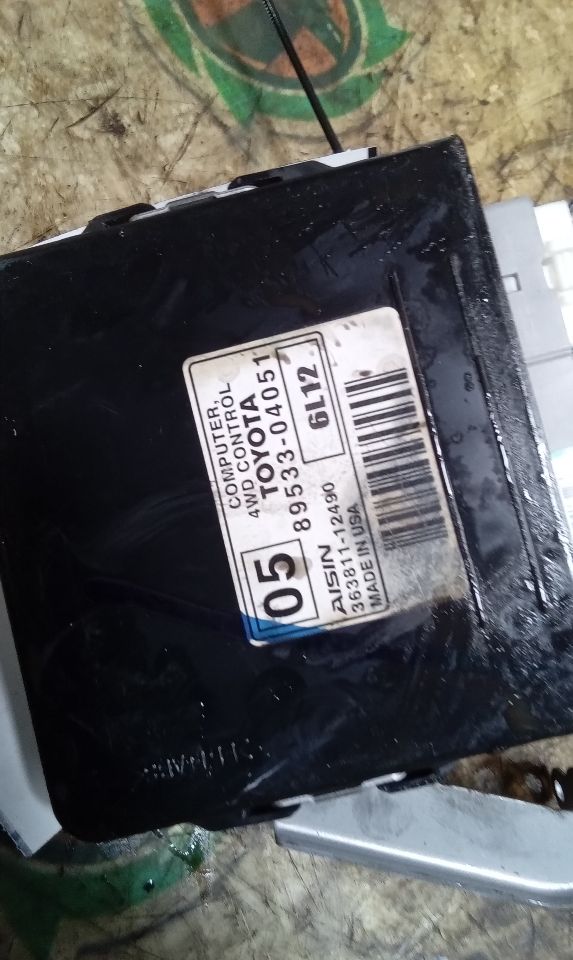 COMPUTER,
4WD CONTROL
TOYOTA
05
89533-04051
AISIN
6L12
363811-12490
MADE IN USA